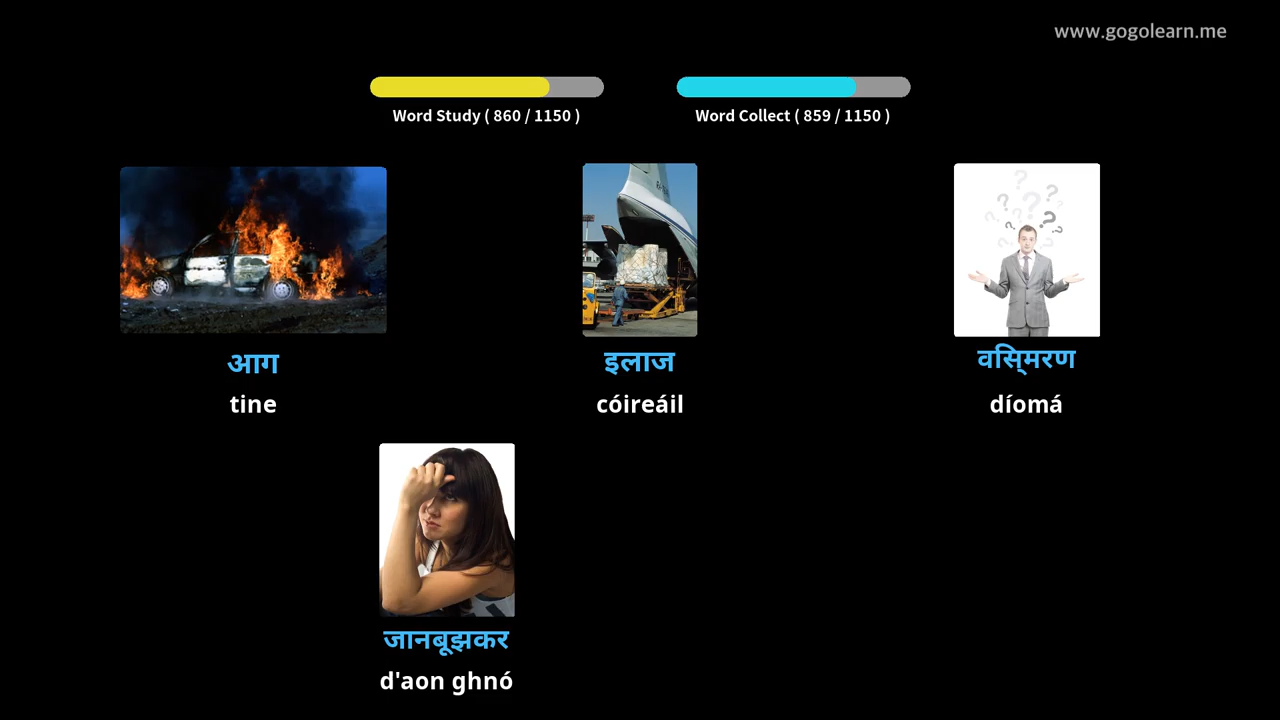 www.gogolearn.me
Word Study ( 860 / 1150 )
Word Collect ( 859 / 1150 )
आग
tine
इलाज
cóireáil
वसि्मरण
díomá
जानबूझकर
d'aon ghnó